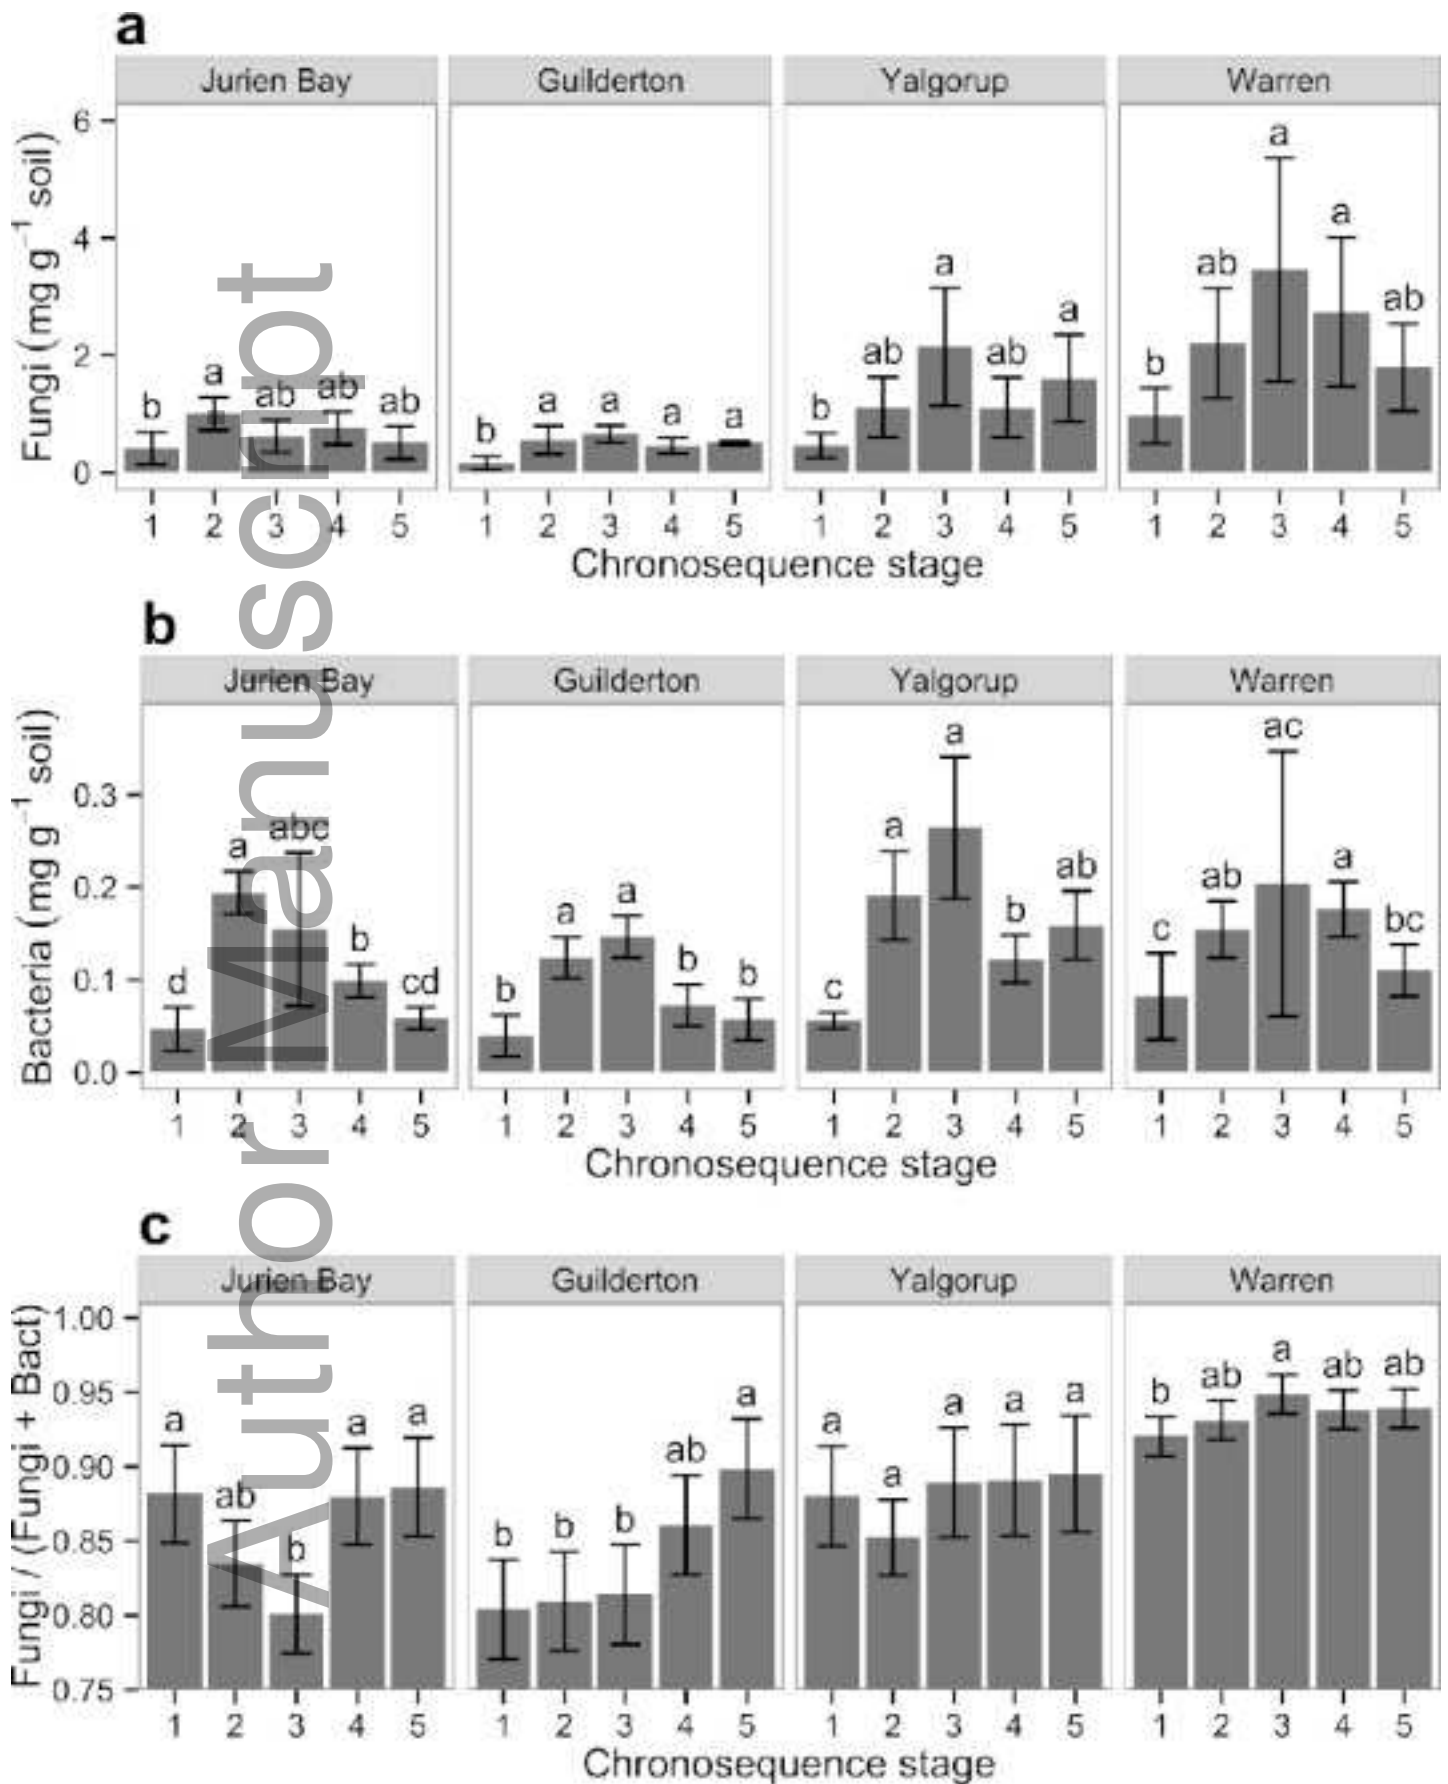 a
Jurien Bay Guilderton Yalgorup Warren
Fungi (mg g⁻¹ soil)
6
4
2
0
b a ab ab ab
b a a a a
b ab a ab a
b ab a a ab
1 2 3 4 5 1 2 3 4 5 1 2 3 4 5 1 2 3 4 5
Chronosequence stage
b
Jurien Bay Guilderton Yalgorup Warren
Bacteria (mg g⁻¹ soil)
0.3
0.2
0.1
0.0
d a abc b cd
b a a b b
c a a b ab
c ab ac a bc
1 2 3 4 5 1 2 3 4 5 1 2 3 4 5 1 2 3 4 5
Chronosequence stage
c
Jurien Bay Guilderton Yalgorup Warren
Fungi / (Fungi + Bact)
1.00
0.95
0.90
0.85
0.80
0.75
a ab b a a
b b b ab a
a a a a a
b ab a ab ab
1 2 3 4 5 1 2 3 4 5 1 2 3 4 5 1 2 3 4 5
Chronosequence stage
Author Manuscript